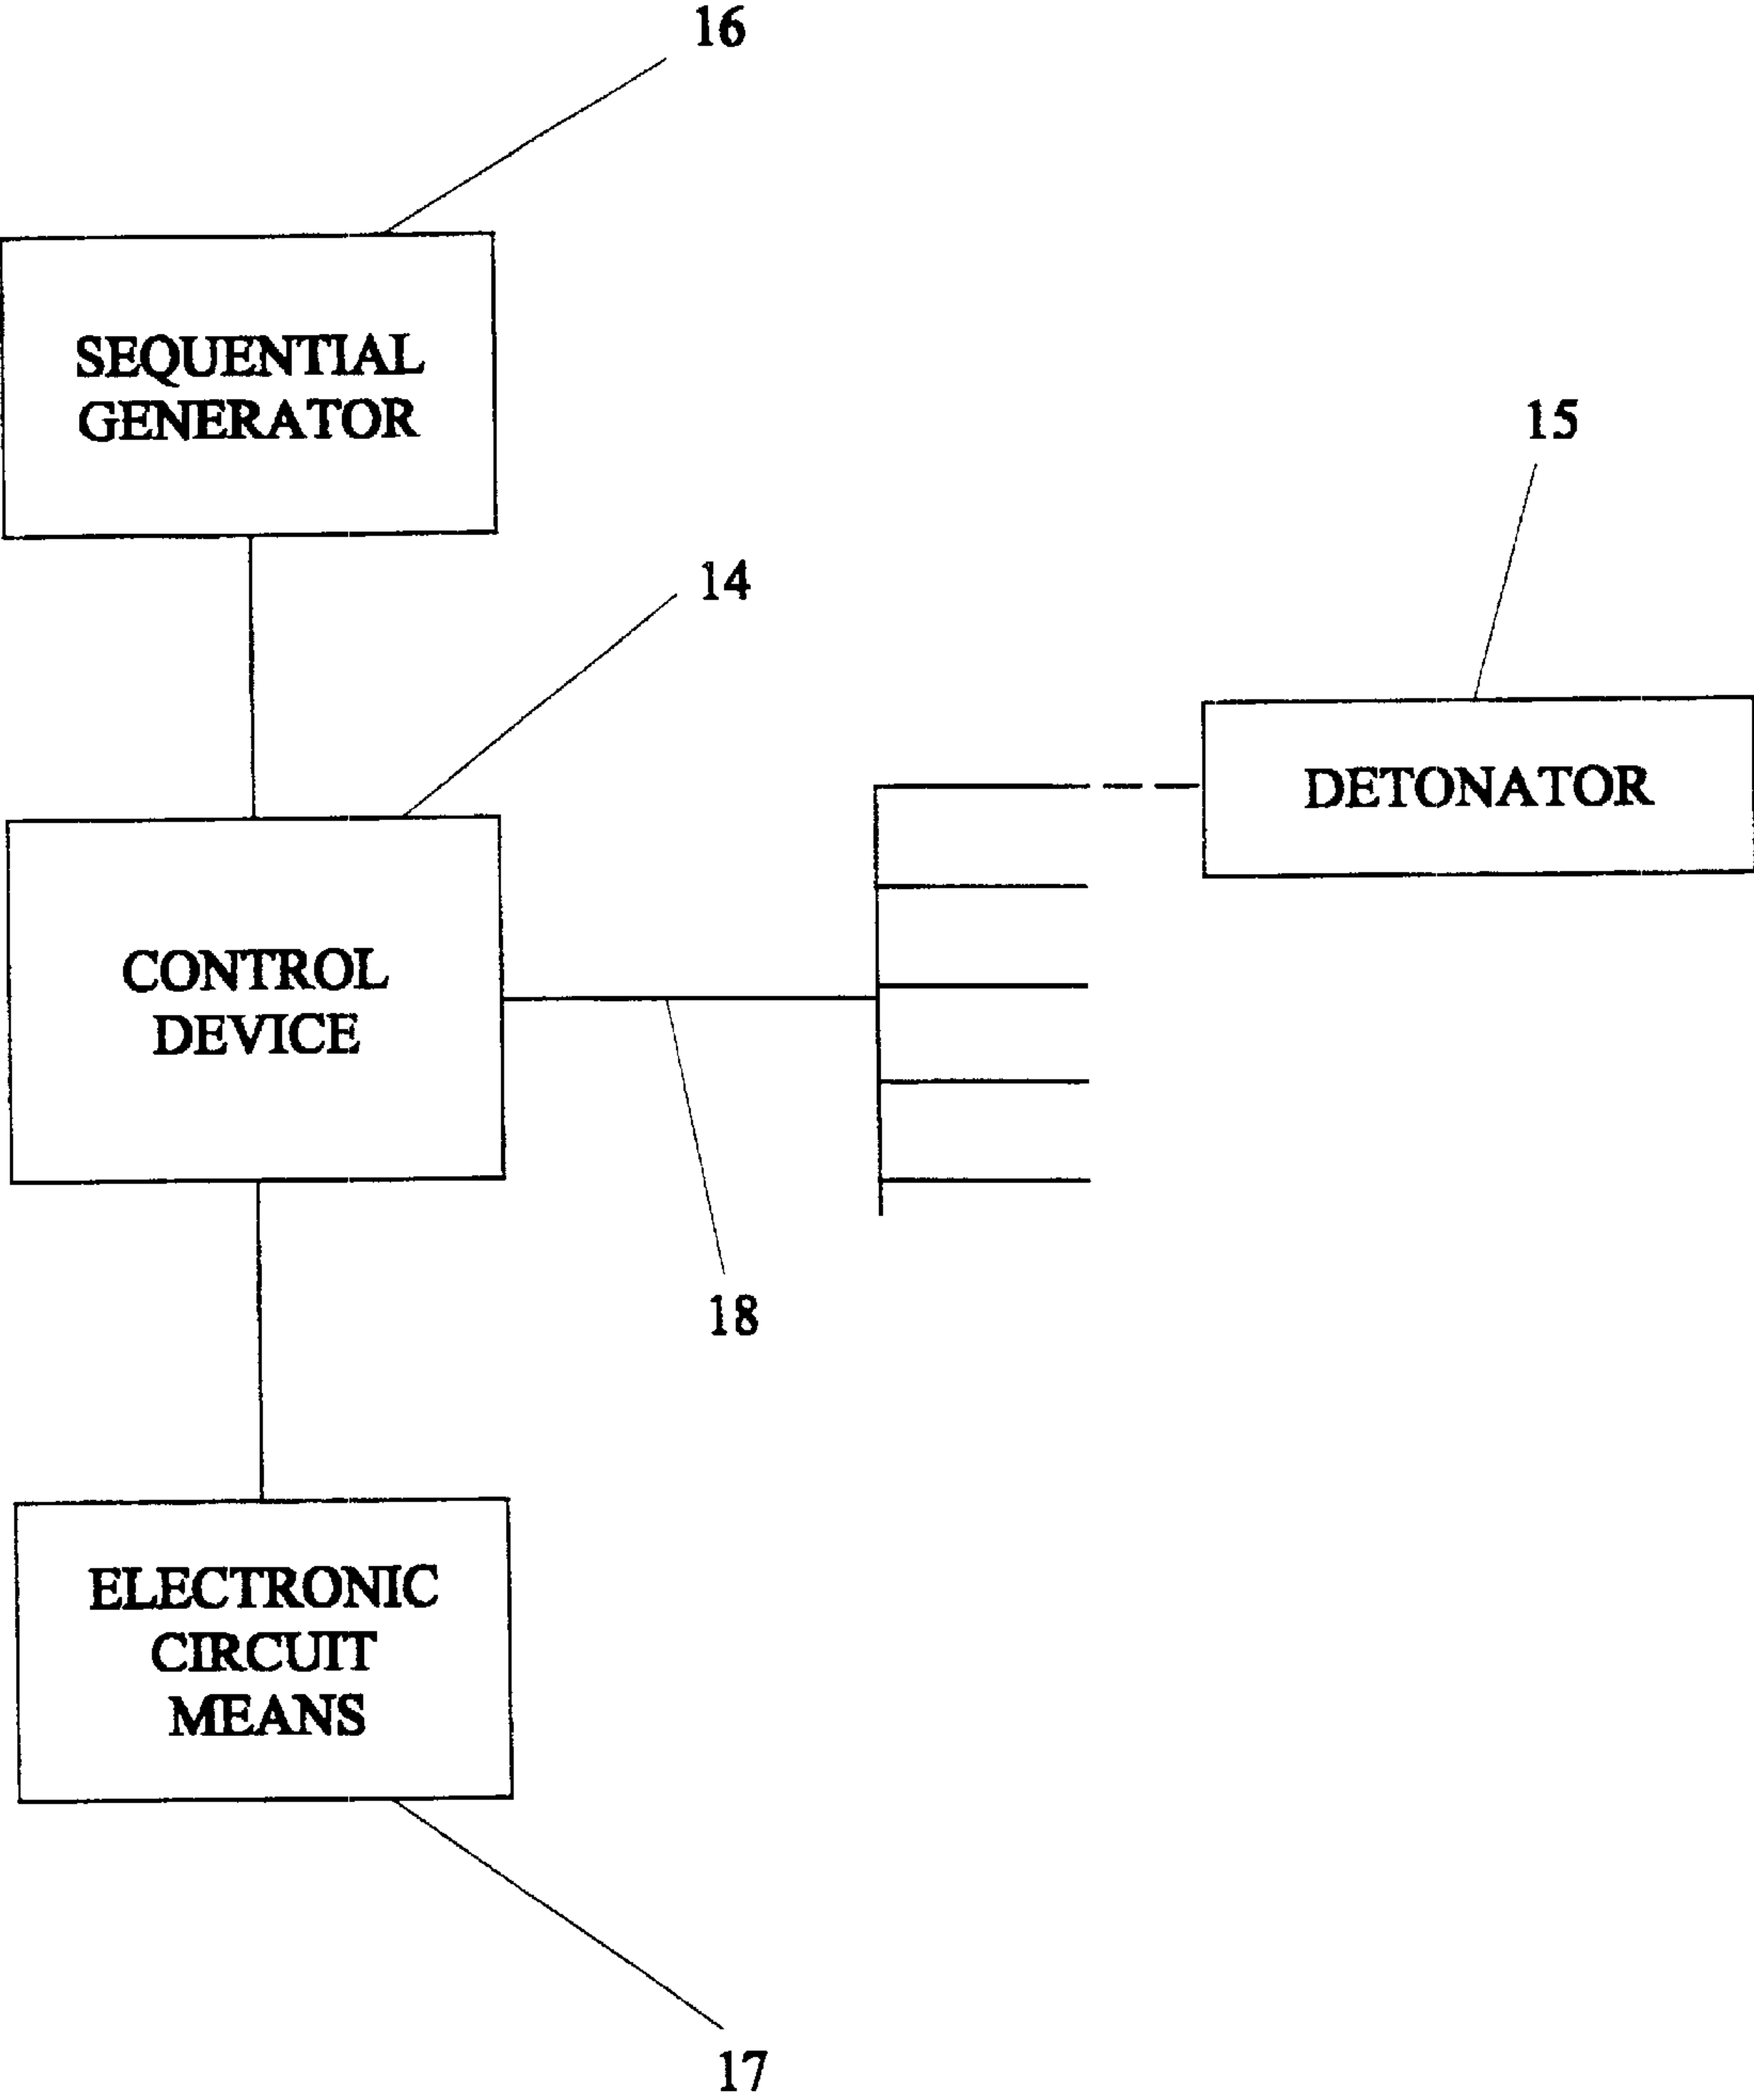 16
SEQUENTIAL
GENERATOR
15
14
DETONATOR
CONTROL
DEVICE
18
ELECTRONIC
CIRCUIT
MEANS
17